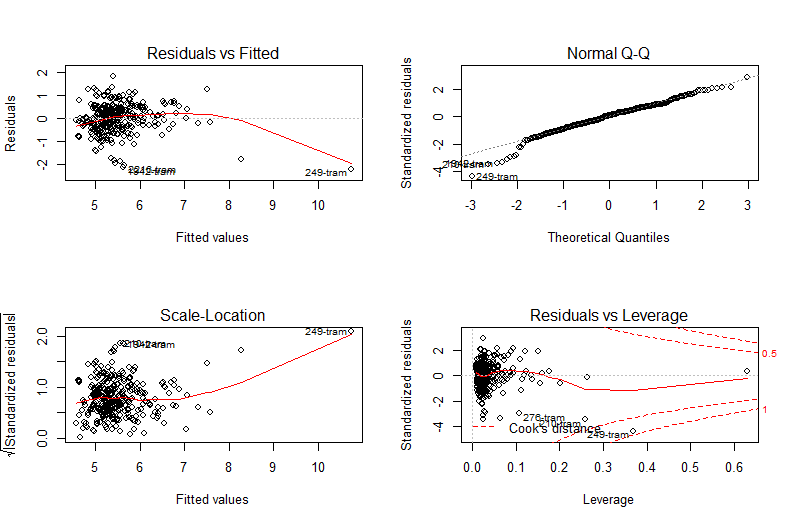 Residuals vs Fitted
Residuals
2
1
0
-1
-2
249-tram
5 6 7 8 9 10
Fitted values
Normal Q-Q
Standardized residuals
2
0
-2
-4
249-tram
-3 -2 -1 0 1 2 3
Theoretical Quantiles
Scale-Location
√|Standardized residuals|
2.0
1.0
0.0
249-tram
5 6 7 8 9 10
Fitted values
Residuals vs Leverage
Standardized residuals
2
0
-2
-4
0.5
1
276-tram
210-tram
249-tram
Cook's distance
0.0 0.1 0.2 0.3 0.4 0.5 0.6
Leverage